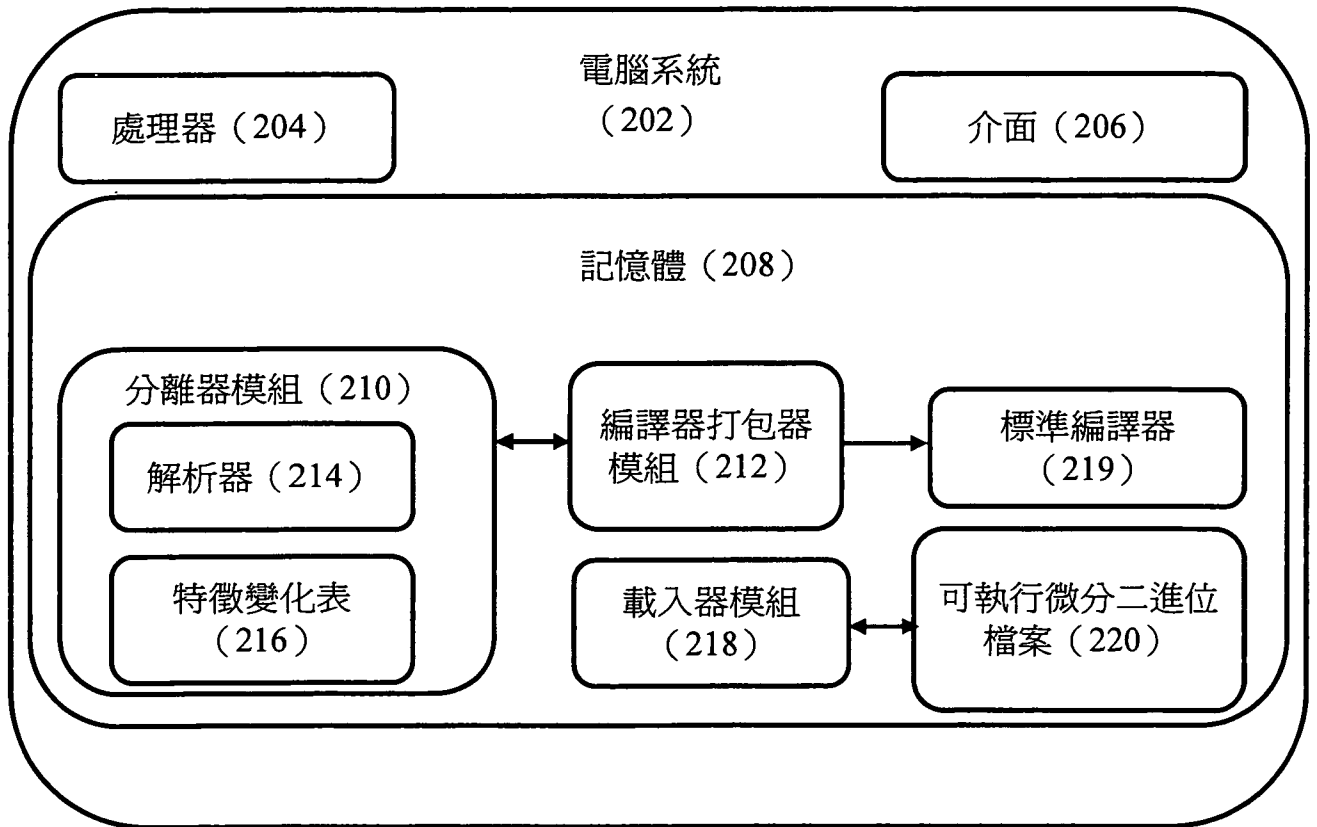 電腦系統
（202）
處理器（204）
介面（206）
記憶體（208）
分離器模組（210）
解析器（214）
特徵變化表
（216）
編譯器打包器
模組（212）
標準編譯器
（219）
載入器模組
（218）
可執行微分二進位
檔案（220）